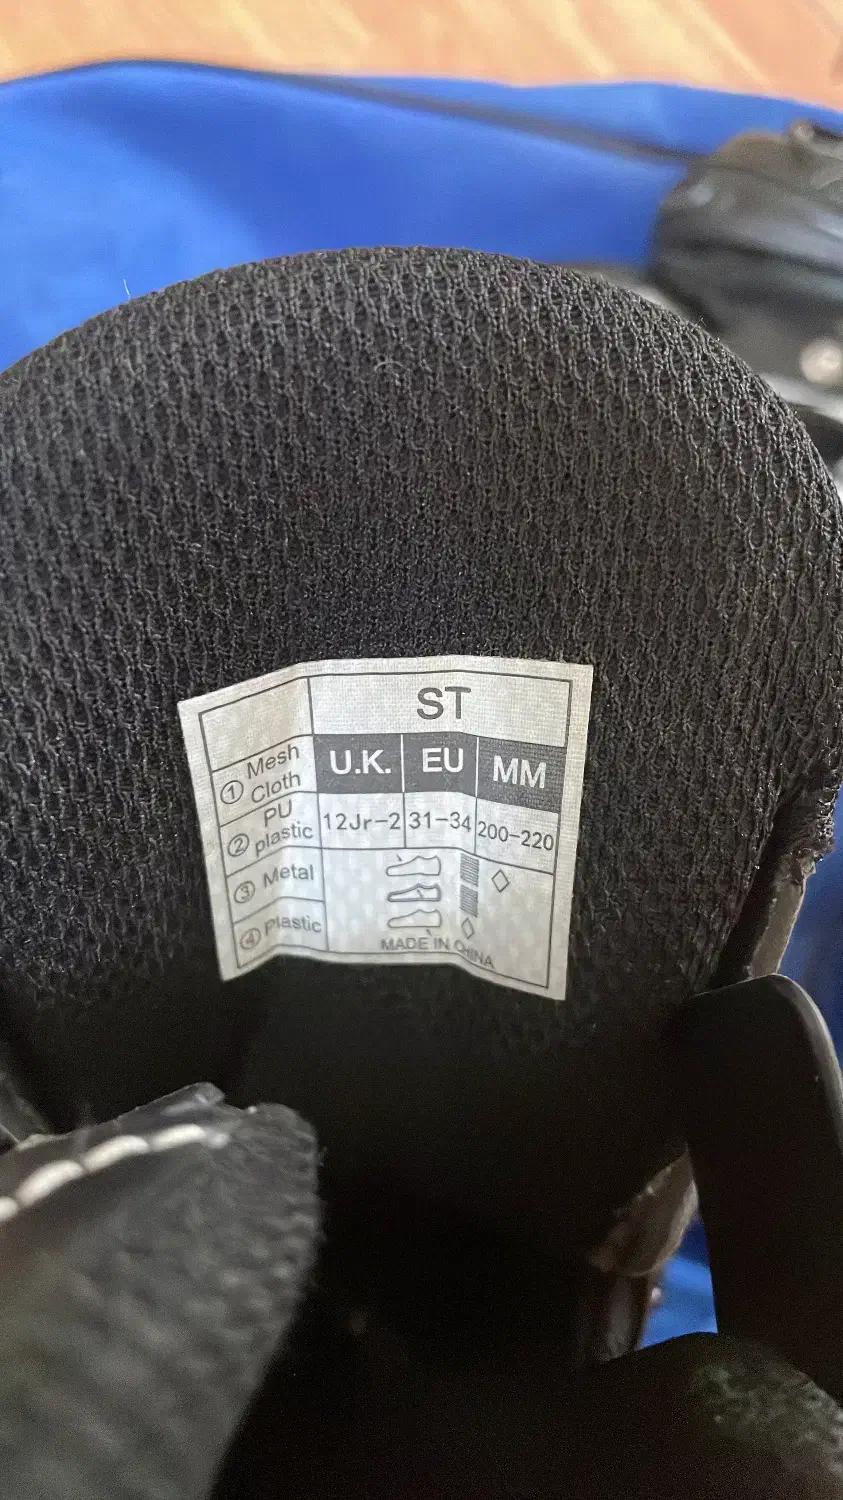 ST
① Mesh Cloth
U.K. EU MM
② PU plastic
12Jr-2 31-34 200-220
③ Metal
④ Plastic
MADE IN CHINA